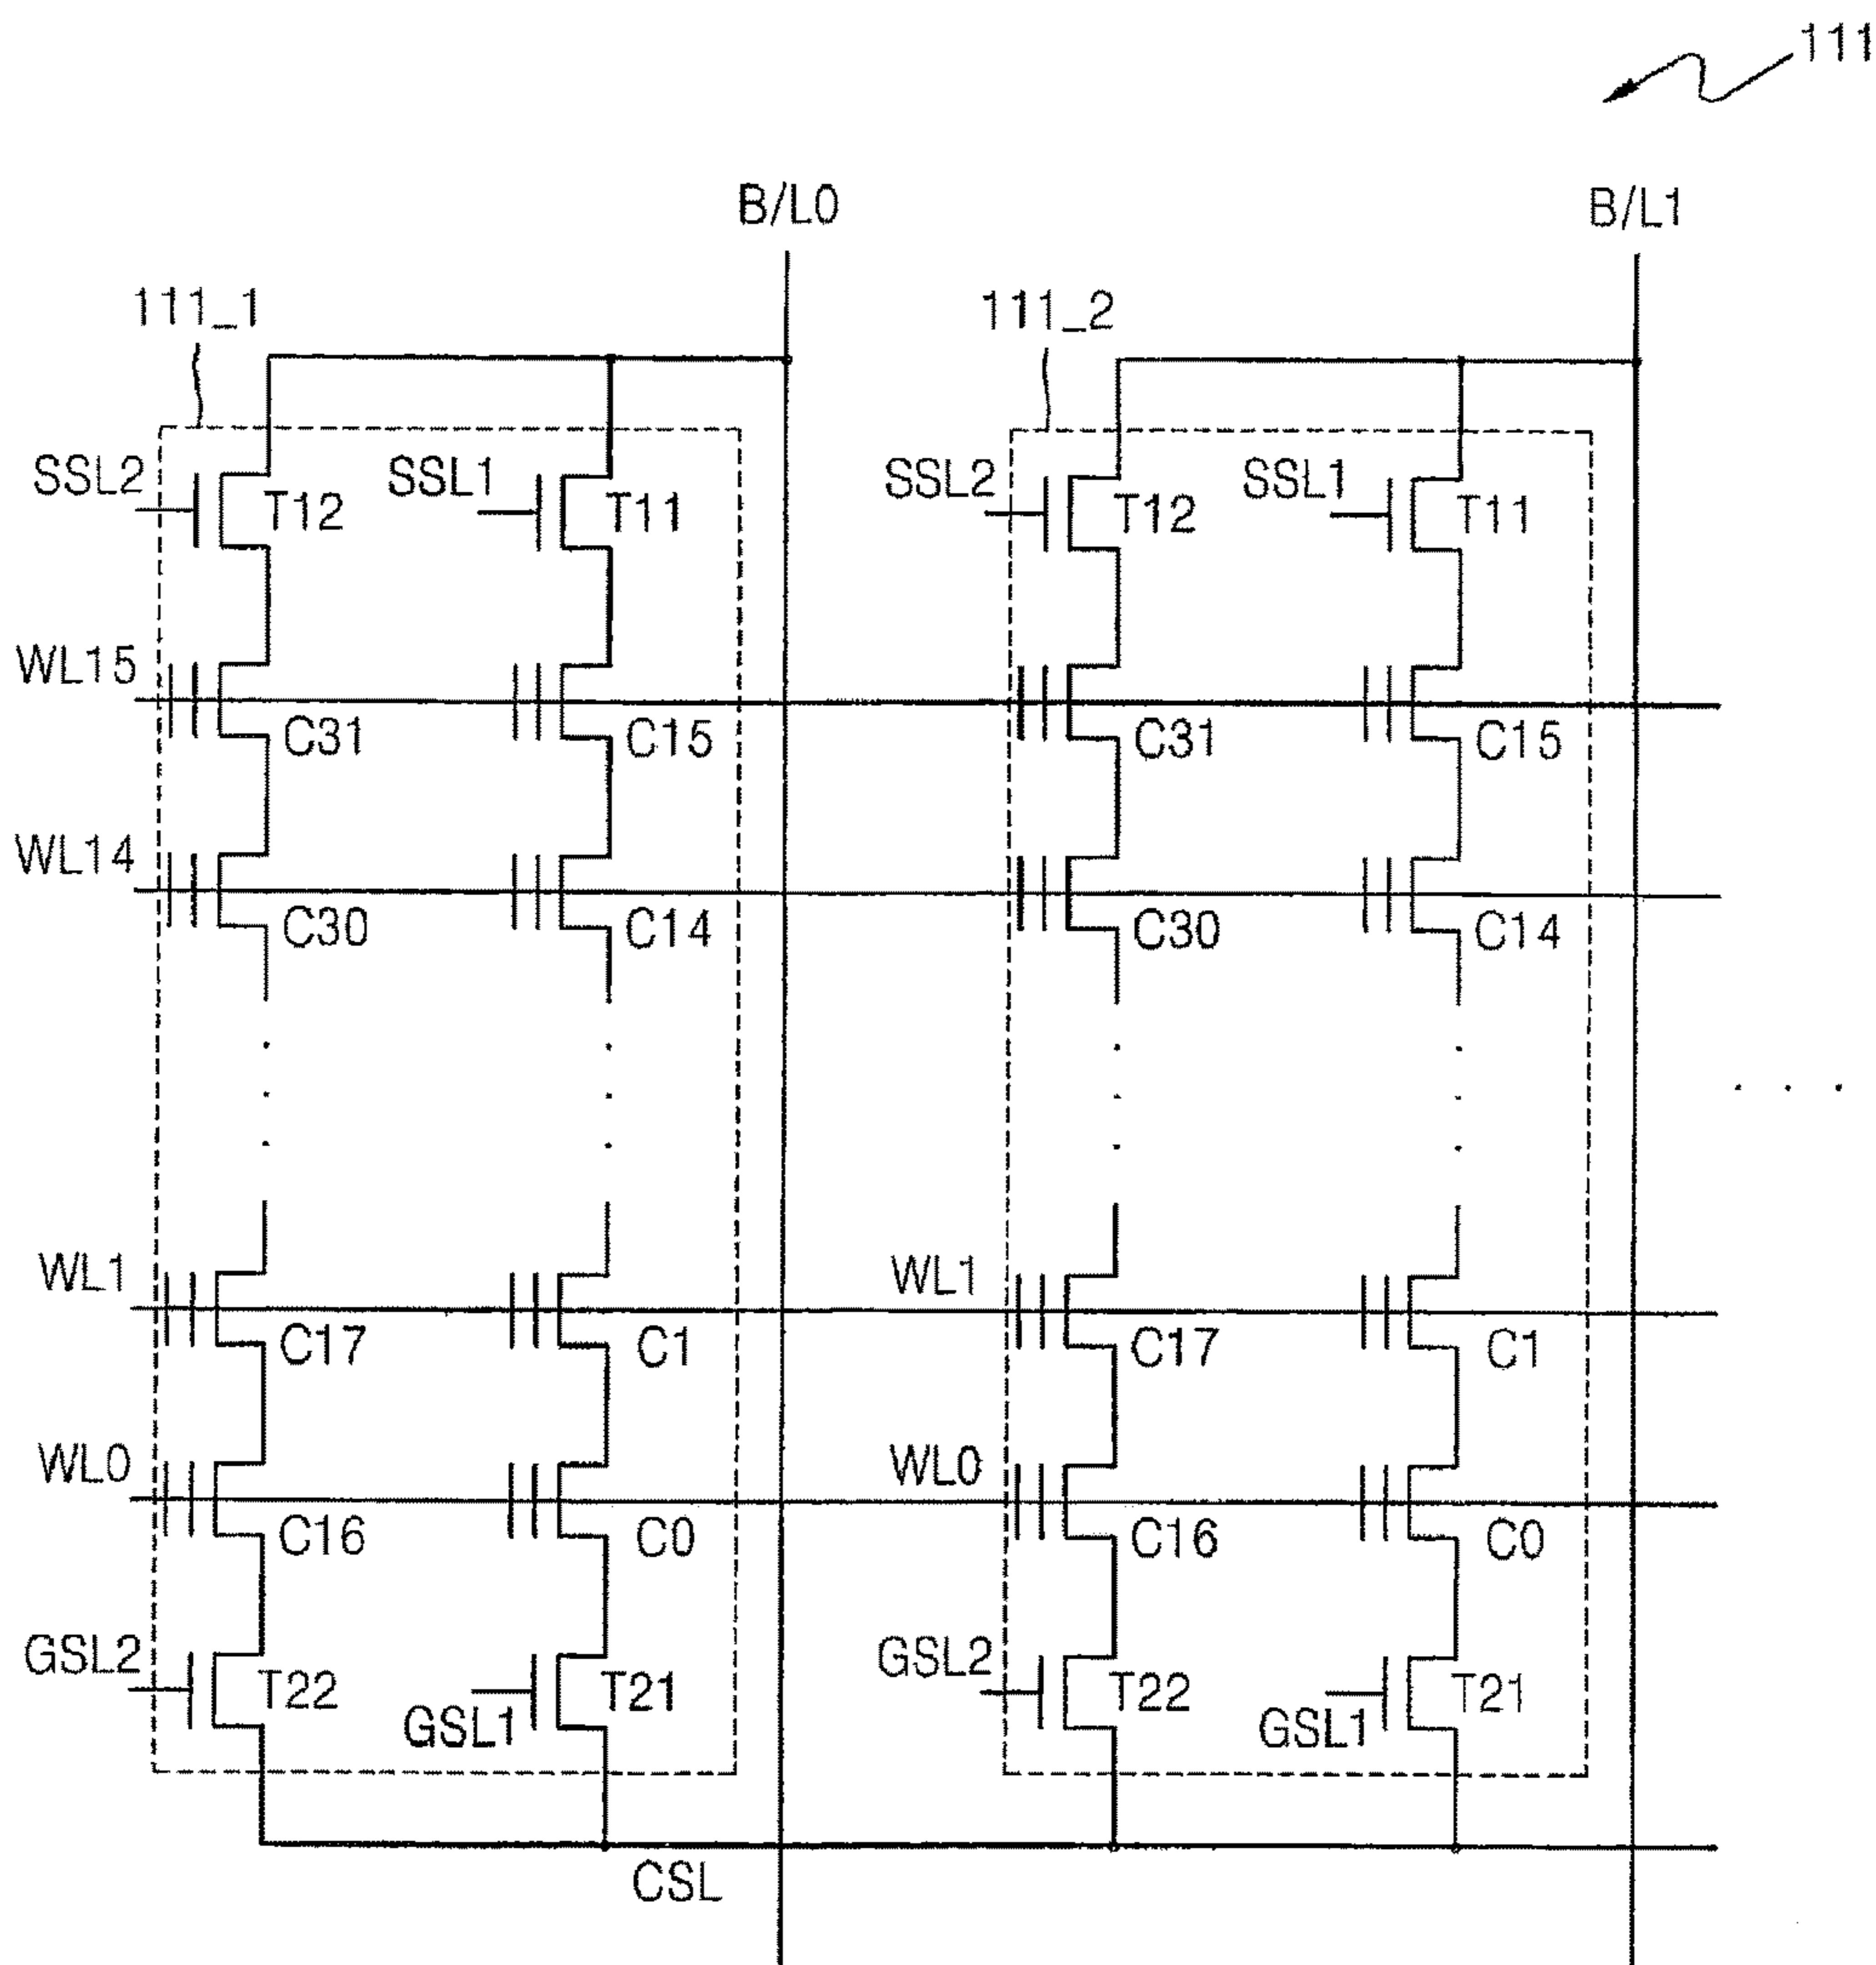 111
B/L0 B/L1
111_1 111_2
SSL2 T12 SSL1 T11 SSL2 T12 SSL1 T11
WL15 C31 C15 C31 C15
WL14 C30 C14 C30 C14
. . .
WL1 C17 C1 WL1 C17 C1
WL0 C16 C0 WL0 C16 C0
GSL2 T22 GSL1 T21 GSL2 T22 GSL1 T21
CSL